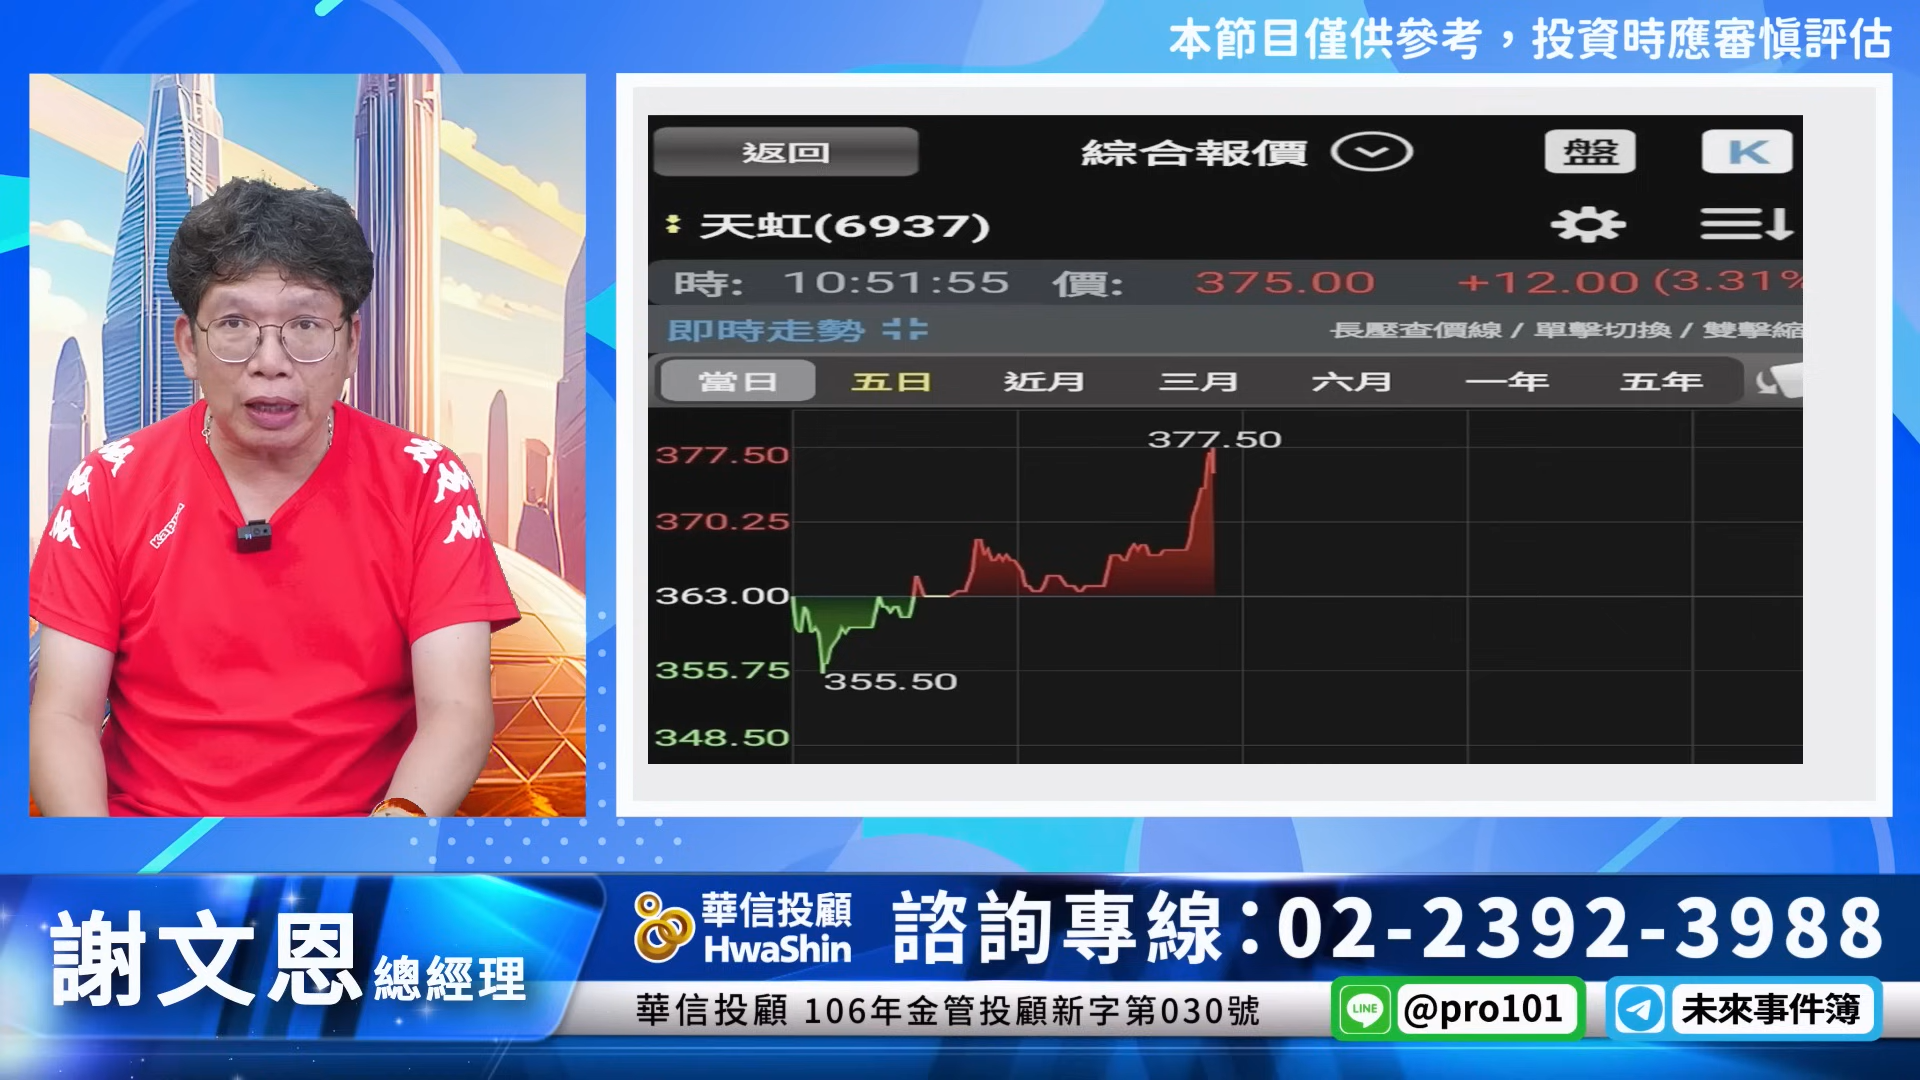 本節目僅供參考，投資時應審慎評估
返回
綜合報價
盤
K
天虹(6937)
時: 10:51:55 價: 375.00 +12.00 (3.31%
即時走勢
長壓查價線 / 單擊切換 / 雙擊縮
當日 五日 近月 三月 六月 一年 五年
377.50
377.50
370.25
363.00
355.75
355.50
348.50
Kappa
謝文恩 總經理
華信投顧
HwaShin
諮詢專線:02-2392-3988
華信投顧 106年金管投顧新字第030號
LINE
@pro101
未來事件簿